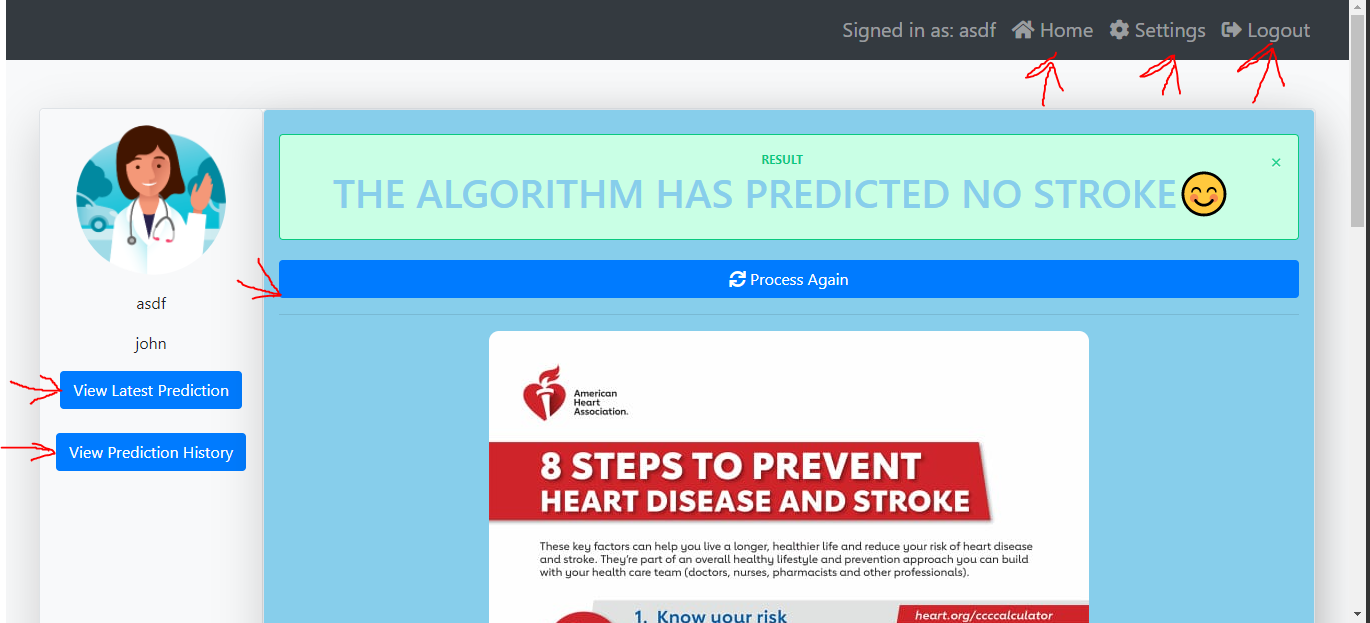 Signed in as: asdf Home Settings Logout
RESULT
×
THE ALGORITHM HAS PREDICTED NO STROKE😊
Process Again
asdf
john
View Latest Prediction
View Prediction History
American
Heart
Association.
8 STEPS TO PREVENT
HEART DISEASE AND STROKE
These key factors can help you live a longer, healthier life and reduce your risk of heart disease
and stroke. They're part of an overall healthy lifestyle and prevention approach you can build
with your health care team (doctors, nurses, pharmacists and other professionals).
1. Know your risk
heart.org/ccccalculator